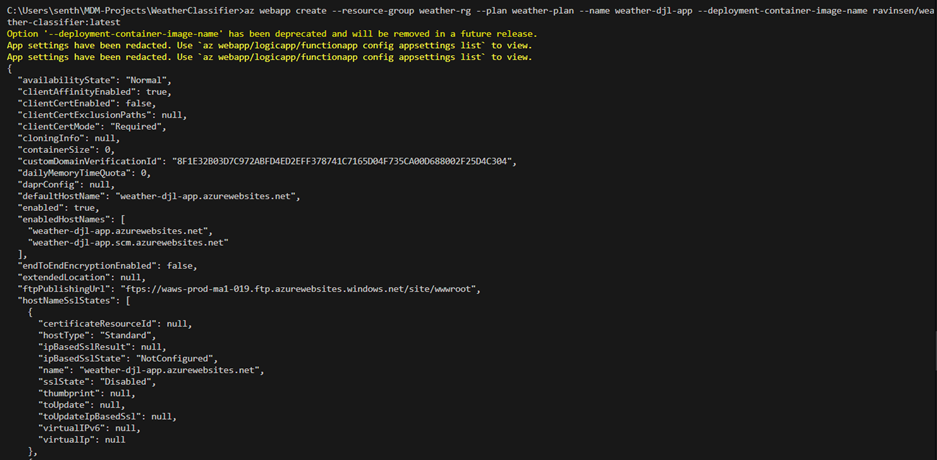 C:\Users\senth\MDM-Projects\WeatherClassifier>az webapp create --resource-group weather-rg --plan weather-plan --name weather-djl-app --deployment-container-image-name ravinsen/wea
ther-classifier:latest
Option '--deployment-container-image-name' has been deprecated and will be removed in a future release.
App settings have been redacted. Use `az webapp/logicapp/functionapp config appsettings list` to view.
App settings have been redacted. Use `az webapp/logicapp/functionapp config appsettings list` to view.
{
  "availabilityState": "Normal",
  "clientAffinityEnabled": true,
  "clientCertEnabled": false,
  "clientCertExclusionPaths": null,
  "clientCertMode": "Required",
  "cloningInfo": null,
  "containerSize": 0,
  "customDomainVerificationId": "8F1E32B03D7C972ABFD4ED2EFF378741C7165D04F735CA00D688002F25D4C304",
  "dailyMemoryTimeQuota": 0,
  "daprConfig": null,
  "defaultHostName": "weather-djl-app.azurewebsites.net",
  "enabled": true,
  "enabledHostNames": [
    "weather-djl-app.azurewebsites.net",
    "weather-djl-app.scm.azurewebsites.net"
  ],
  "endToEndEncryptionEnabled": false,
  "extendedLocation": null,
  "ftpPublishingUrl": "ftps://waws-prod-ma1-019.ftp.azurewebsites.windows.net/site/wwwroot",
  "hostNameSslStates": [
    {
      "certificateResourceId": null,
      "hostType": "Standard",
      "ipBasedSslResult": null,
      "ipBasedSslState": "NotConfigured",
      "name": "weather-djl-app.azurewebsites.net",
      "sslState": "Disabled",
      "thumbprint": null,
      "toUpdate": null,
      "toUpdateIpBasedSsl": null,
      "virtualIPv6": null,
      "virtualIp": null
    },